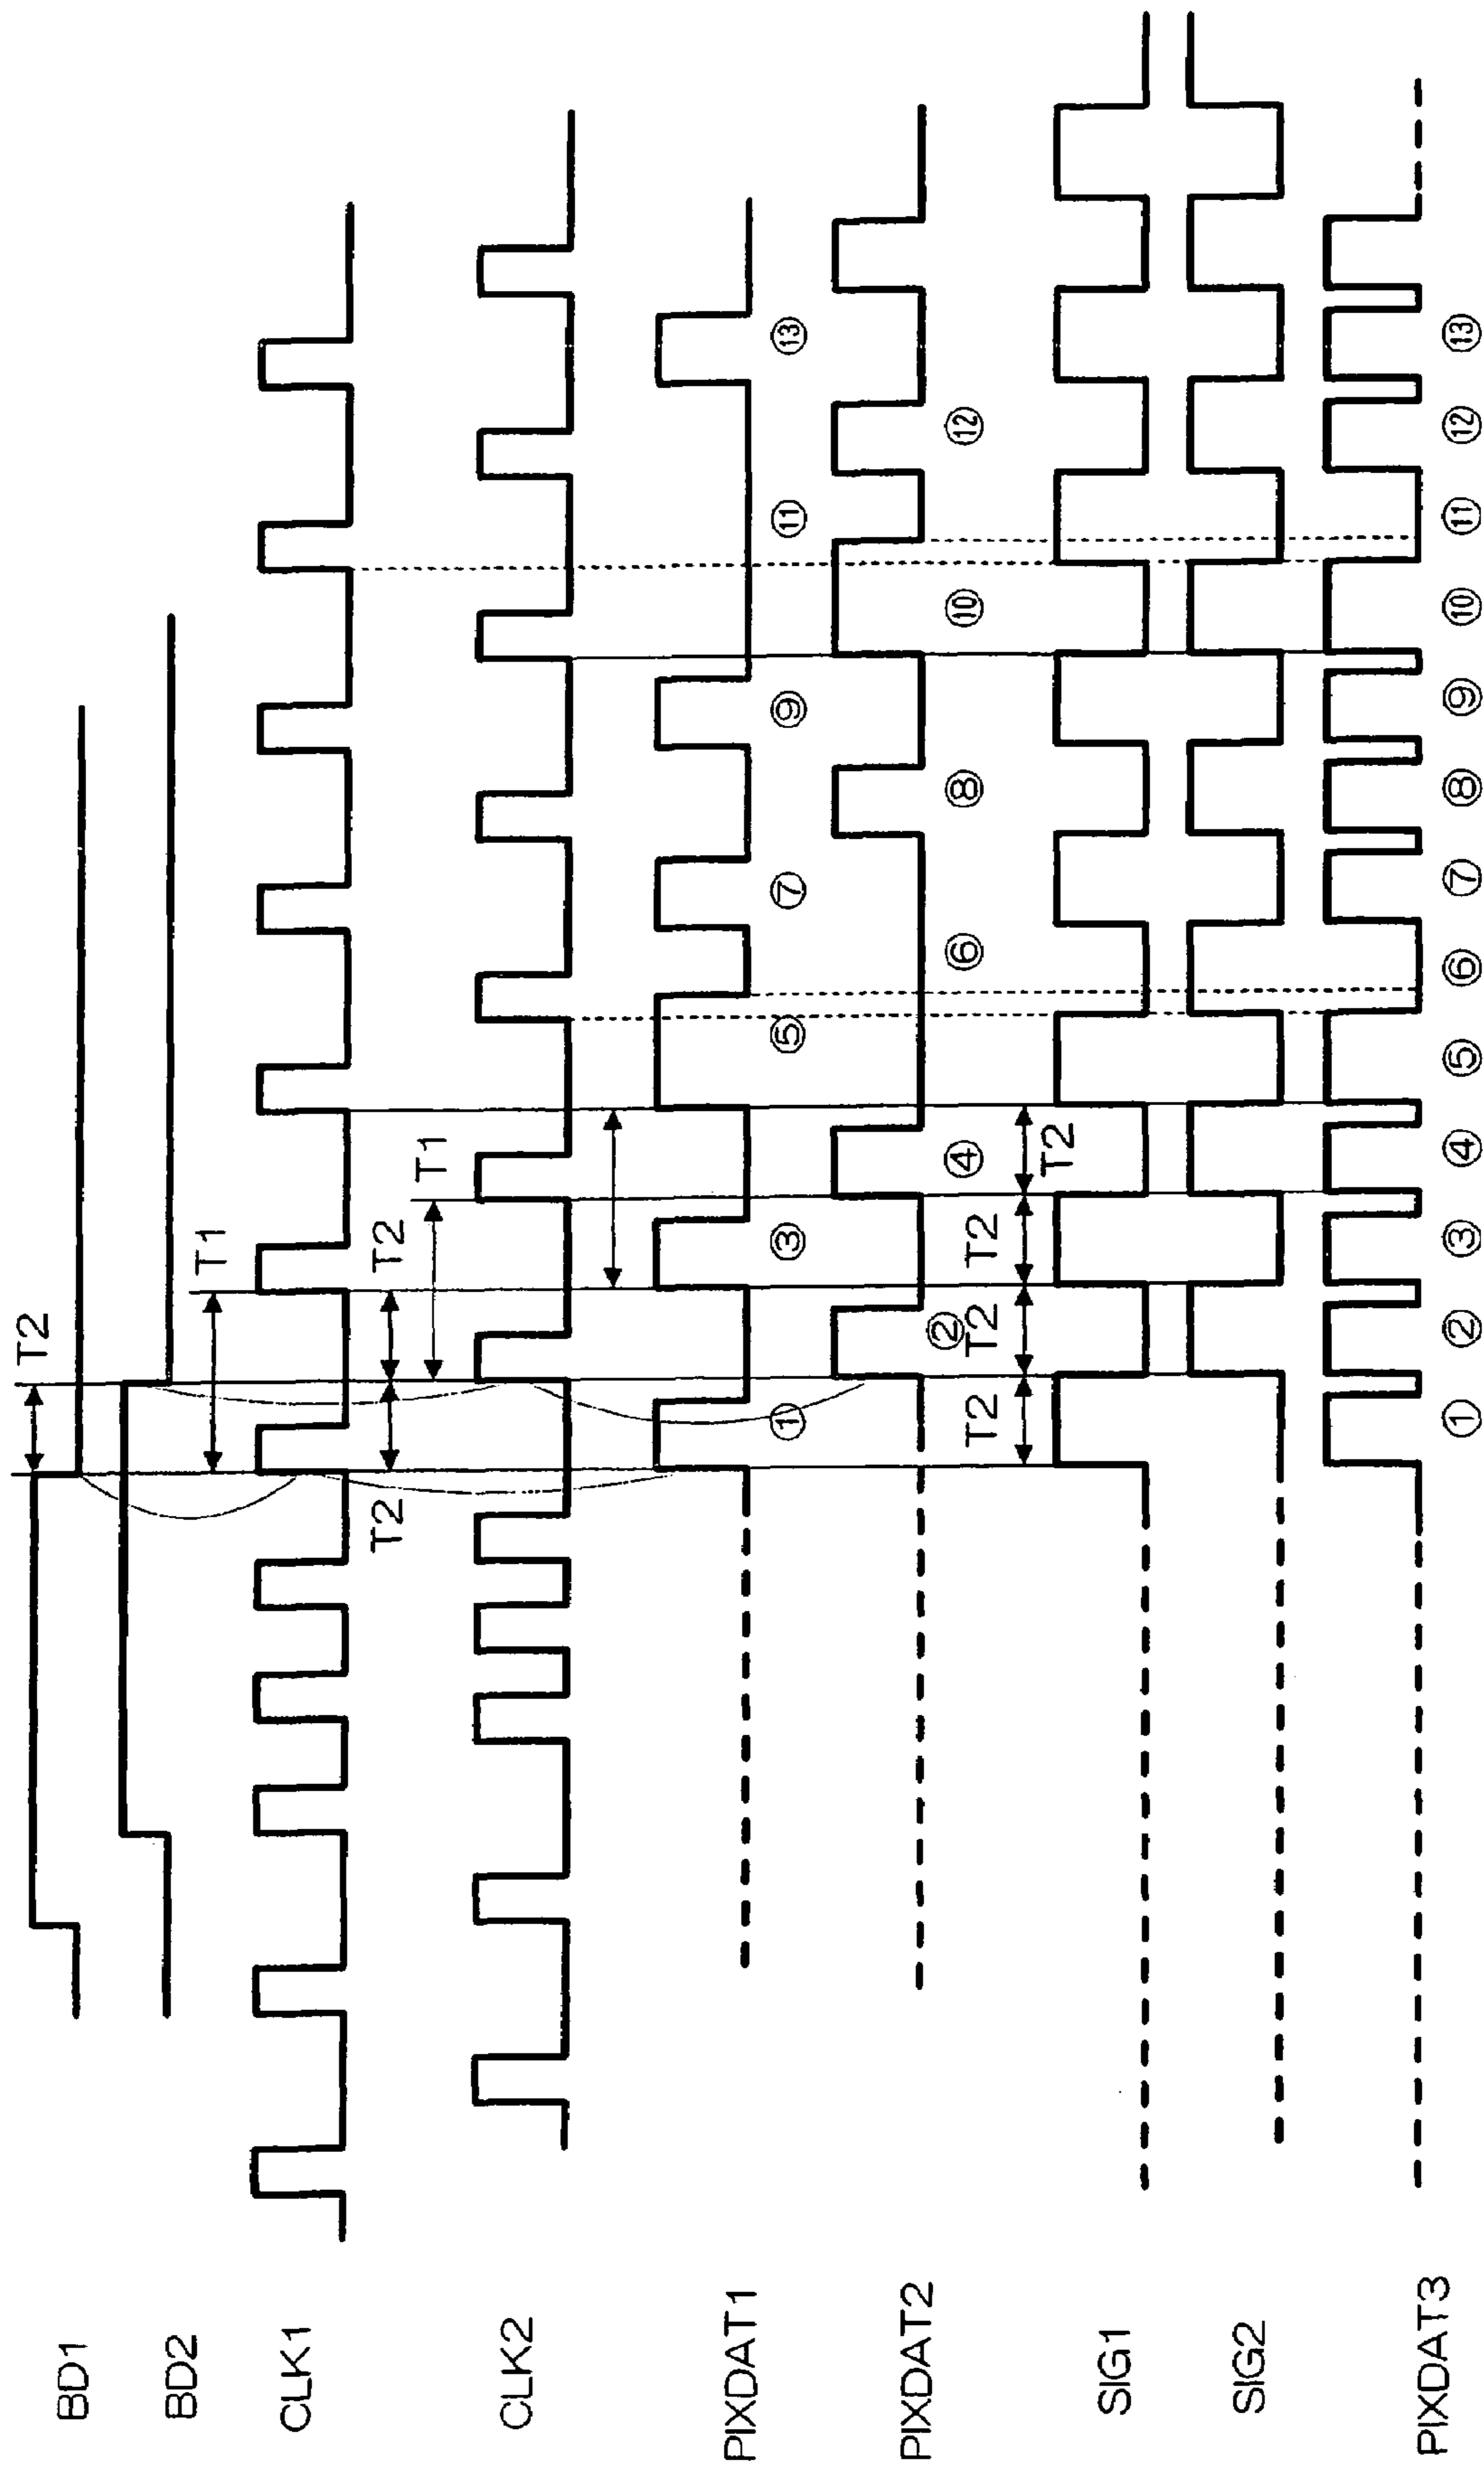 BD1
T2
BD2
CLK1
T1
T2 T2
CLK2
T1
PIXDAT1
① ③ ⑤ ⑦ ⑨ ⑪ ⑬
PIXDAT2
② ④ ⑥ ⑧ ⑩ ⑫
T2 T2 T2 T2
SIG1
SIG2
PIXDAT3
① ② ③ ④ ⑤ ⑥ ⑦ ⑧ ⑨ ⑩ ⑪ ⑫ ⑬